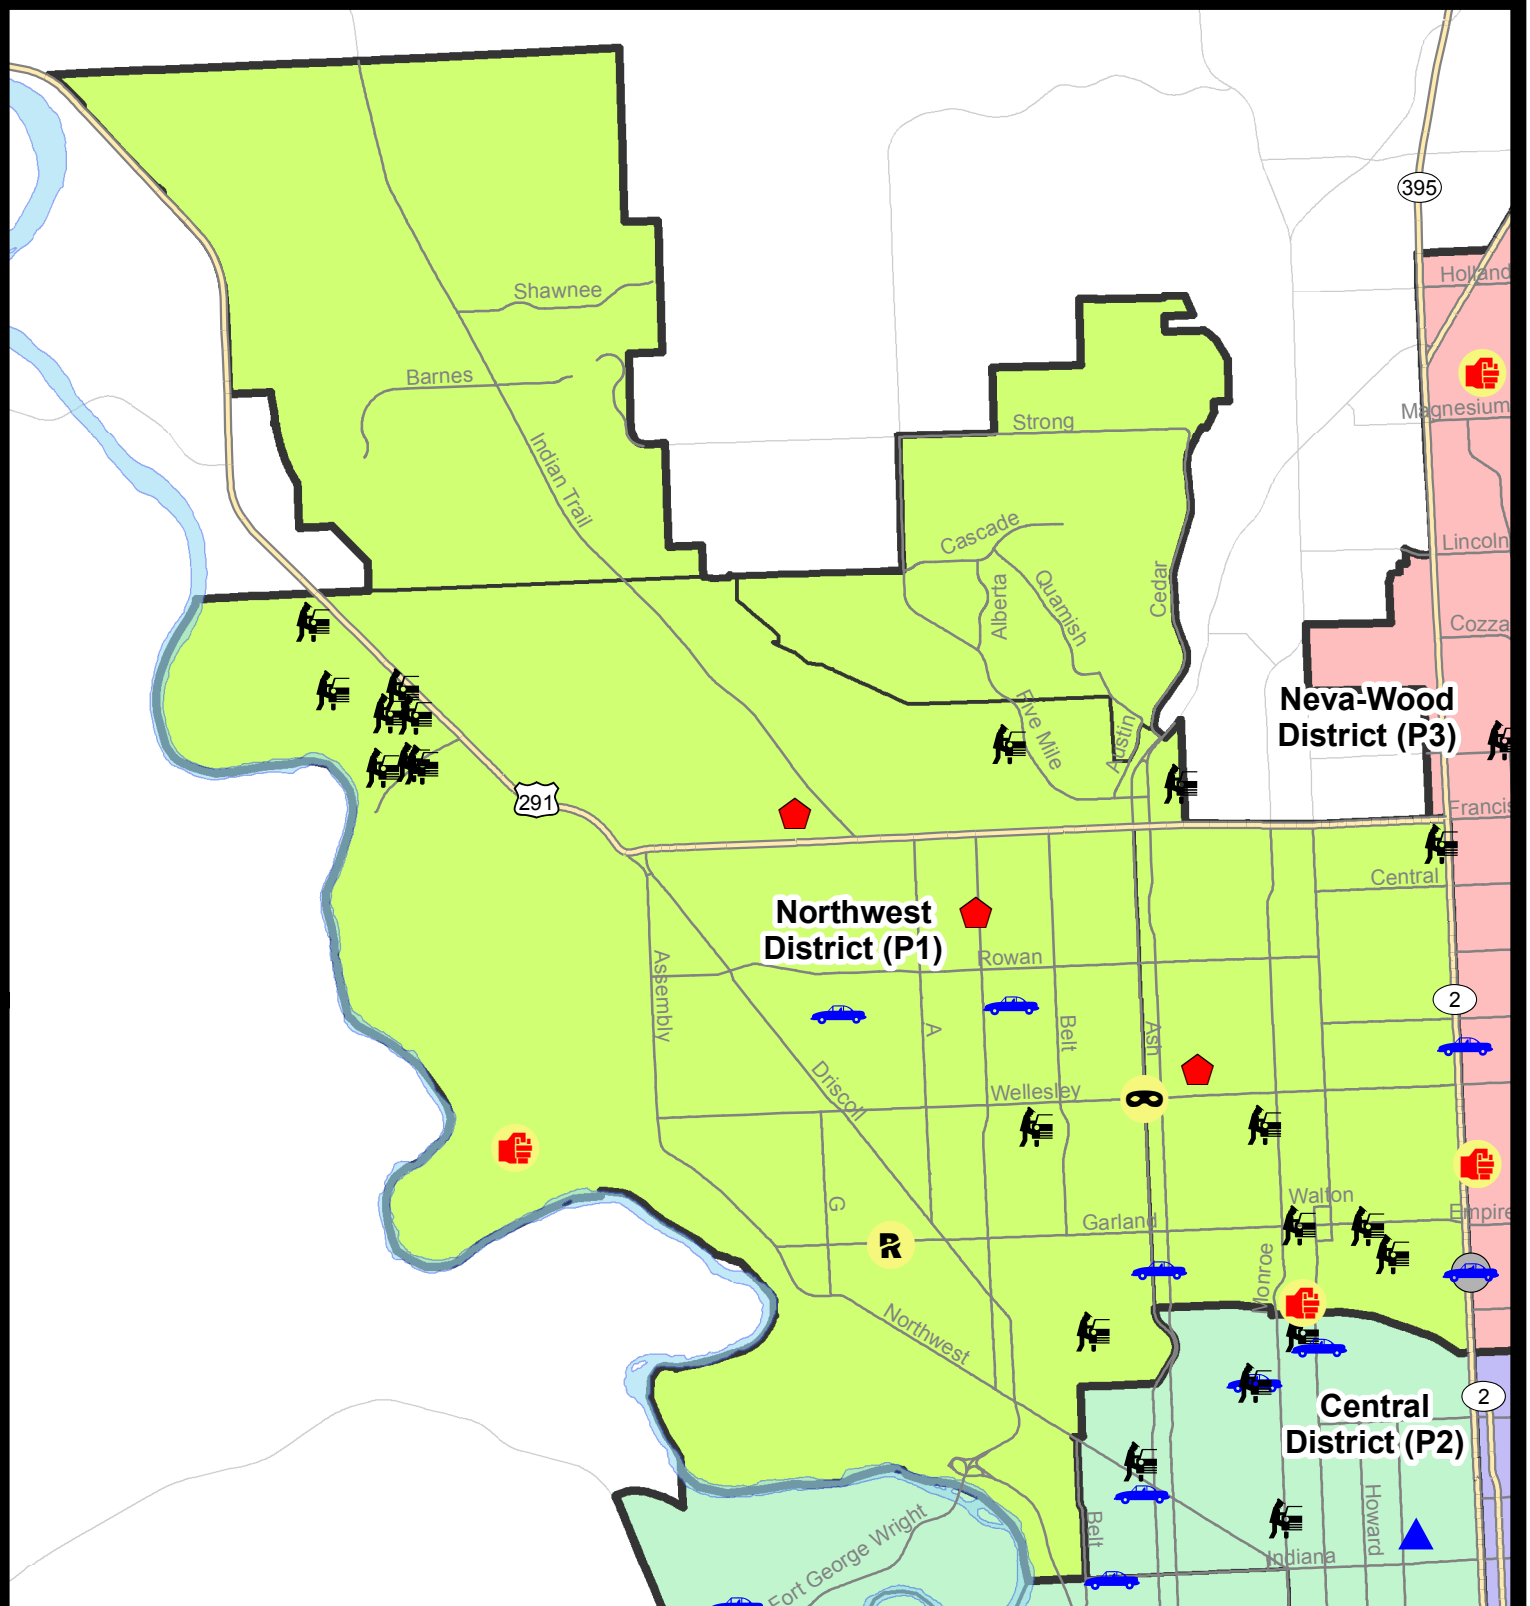 395
Holland
Shawnee
Barnes
Magnesium
Strong
Indian Trail
Cascade
Lincoln
Cedar
Alberta
Quamish
Cozza
Neva-Wood
District (P3)
Five Mile
Austin
291
Francis
Central
Northwest
District (P1)
Rowan
Assembly
2
A
Belt
Ash
Driscoll
Wellesley
Walton
G
Garland
Empire
R
Monroe
Northwest
2
Central
District (P2)
Howard
Belt
Fort George Wright
Indiana